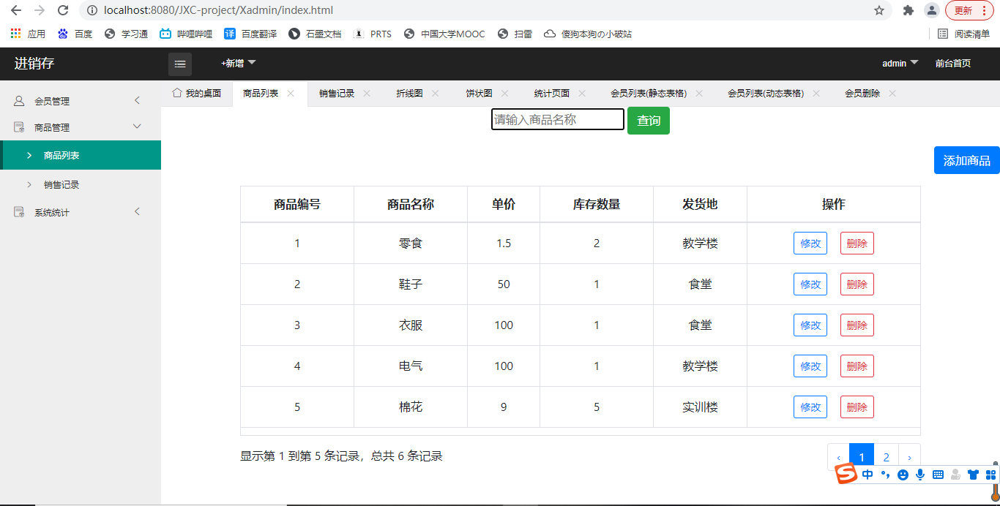 localhost:8080/JXC-project/Xadmin/index.html 更新
应用 百度 学习通 哔哩哔哩 译 百度翻译 石墨文档 PRTS 中国大学MOOC 扫雷 傻狗本狗の小破站 阅读清单
进销存 +新增 admin 前台首页
会员管理
商品管理
商品列表
销售记录
系统统计
我的桌面 商品列表 销售记录 折线图 饼状图 统计页面 会员列表(静态表格) 会员列表(动态表格) 会员删除
请输入商品名称 查询
添加商品
商品编号 商品名称 单价 库存数量 发货地 操作
1 零食 1.5 2 教学楼 修改 删除
2 鞋子 50 1 食堂 修改 删除
3 衣服 100 1 食堂 修改 删除
4 电气 100 1 教学楼 修改 删除
5 棉花 9 5 实训楼 修改 删除
显示第 1 到第 5 条记录，总共 6 条记录
‹ 1 2 ›
S 中